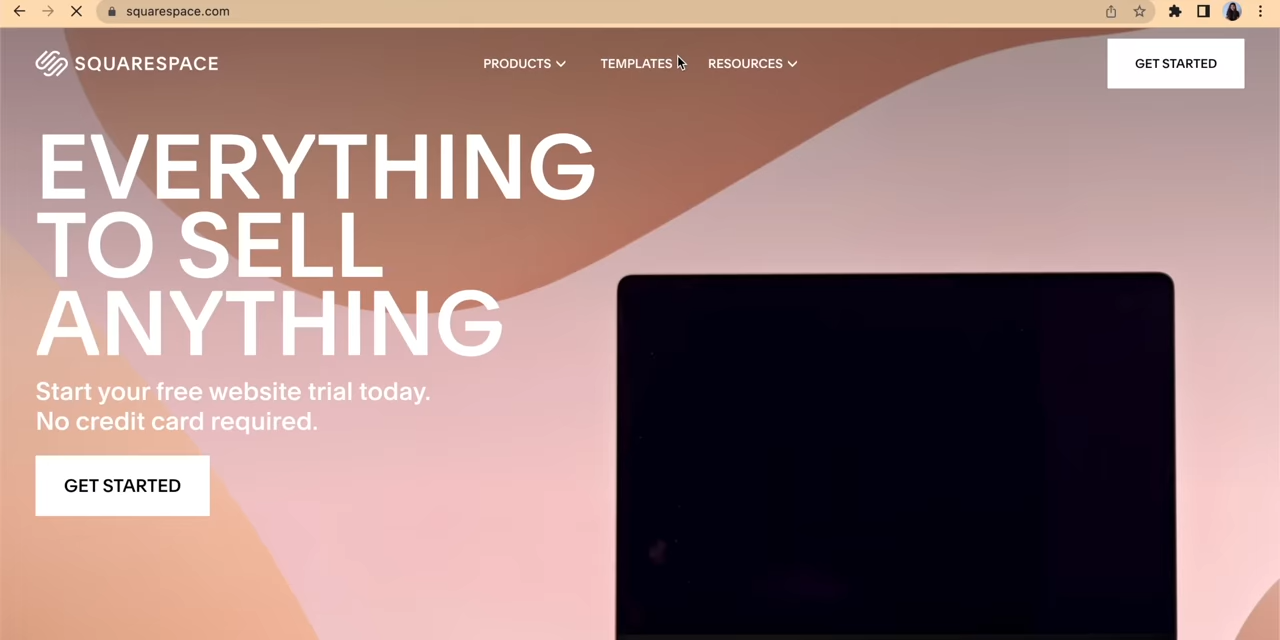 squarespace.com
SQUARESPACE
PRODUCTS
TEMPLATES
RESOURCES
GET STARTED
EVERYTHING
TO SELL
ANYTHING
Start your free website trial today.
No credit card required.
GET STARTED